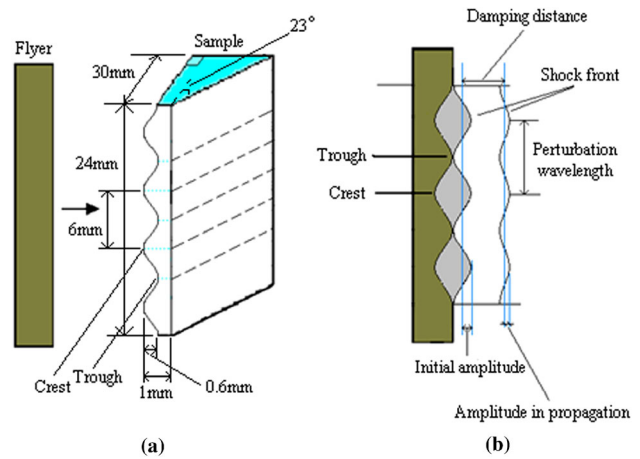 Flyer
Sample
23°
30mm
24mm
6mm
Crest
Trough
1mm
0.6mm
(a)
Damping distance
Shock front
Trough
Crest
Perturbation
wavelength
Initial amplitude
Amplitude in propagation
(b)